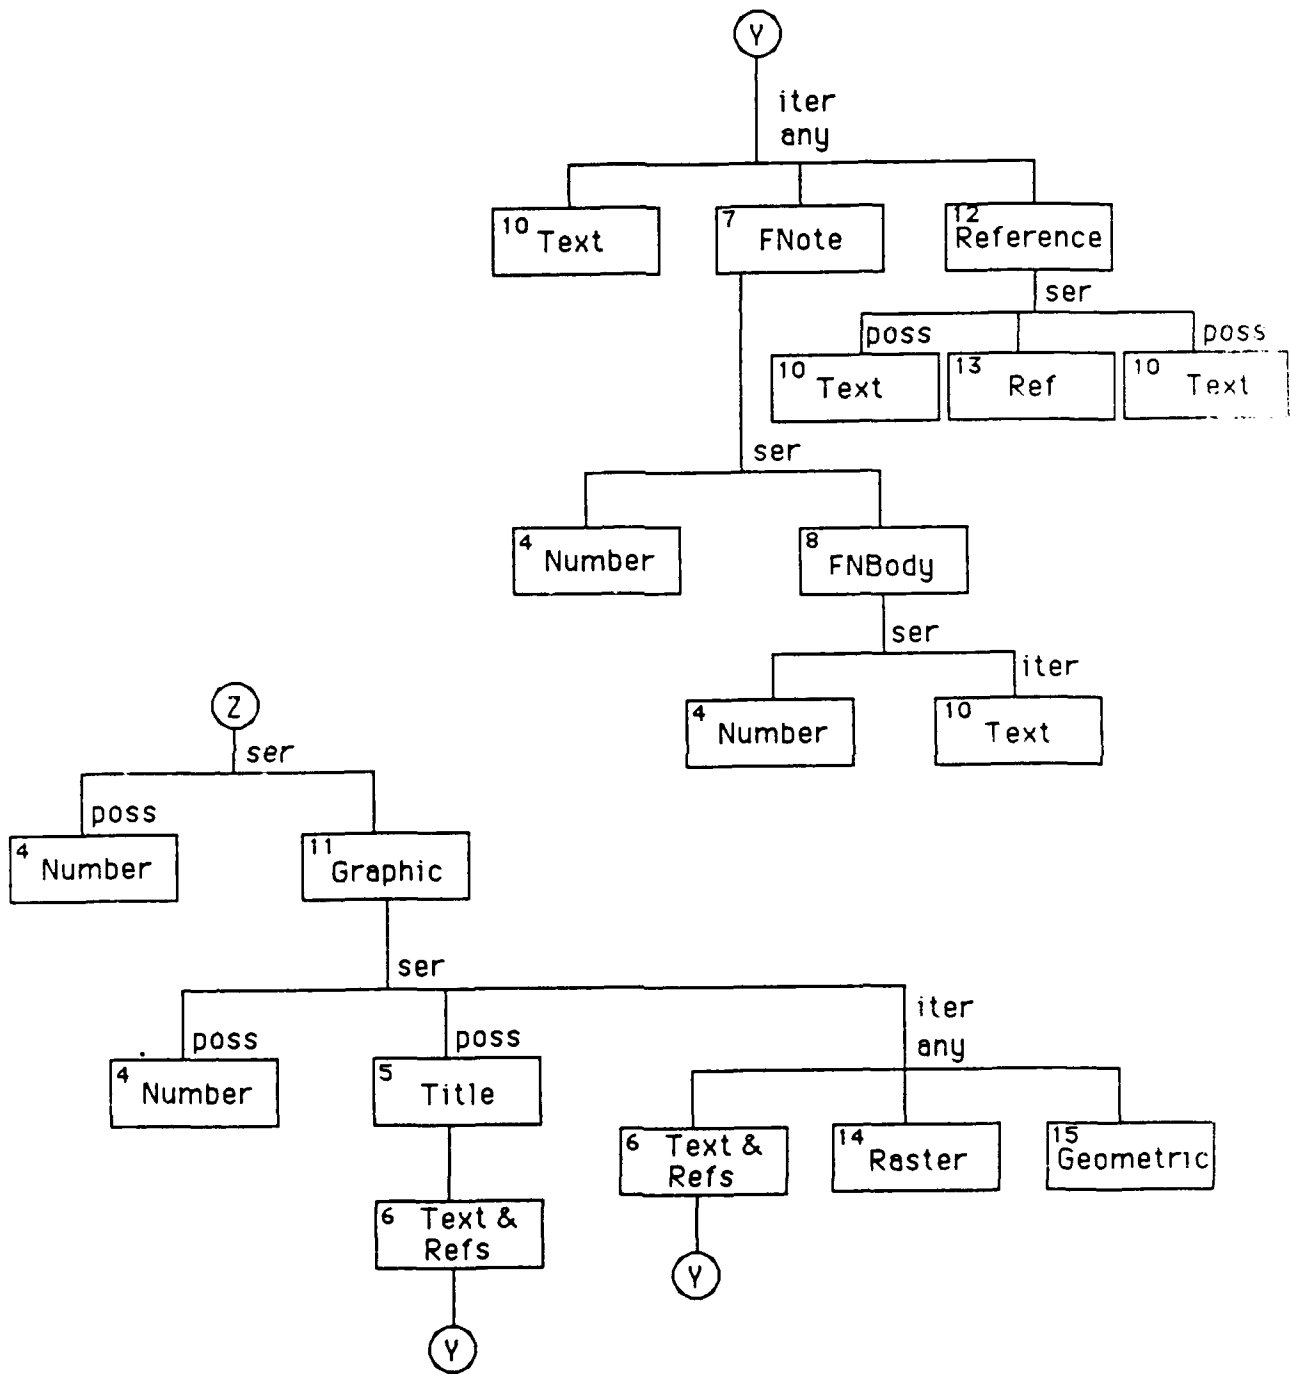 Y
iter
any
10 Text
7 FNote
12 Reference
ser
poss
poss
10 Text
13 Ref
10 Text
ser
4 Number
8 FNBody
ser
iter
4 Number
10 Text
Z
ser
poss
4 Number
11 Graphic
ser
poss
poss
iter
any
4 Number
5 Title
6 Text &
Refs
14 Raster
15 Geometric
6 Text &
Refs
Y
Y